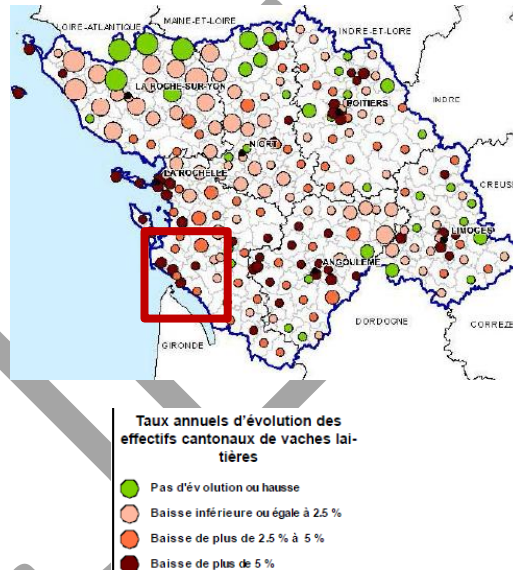 LOIRE-ATLANTIQUE
MAINE-ET-LOIRE
INDRE-ET-LOIRE
LA ROCHE-SUR-YON
POITIERS
INDRE
NIORT
LA ROCHELLE
CREUSE
LIMOGES
ANGOULEME
DORDOGNE
CORREZE
GIRONDE
Taux annuels d'évolution des
effectifs cantonaux de vaches lai-
tières
Pas d'évolution ou hausse
Baisse inférieure ou égale à 2.5 %
Baisse de plus de 2.5 % à 5 %
Baisse de plus de 5 %